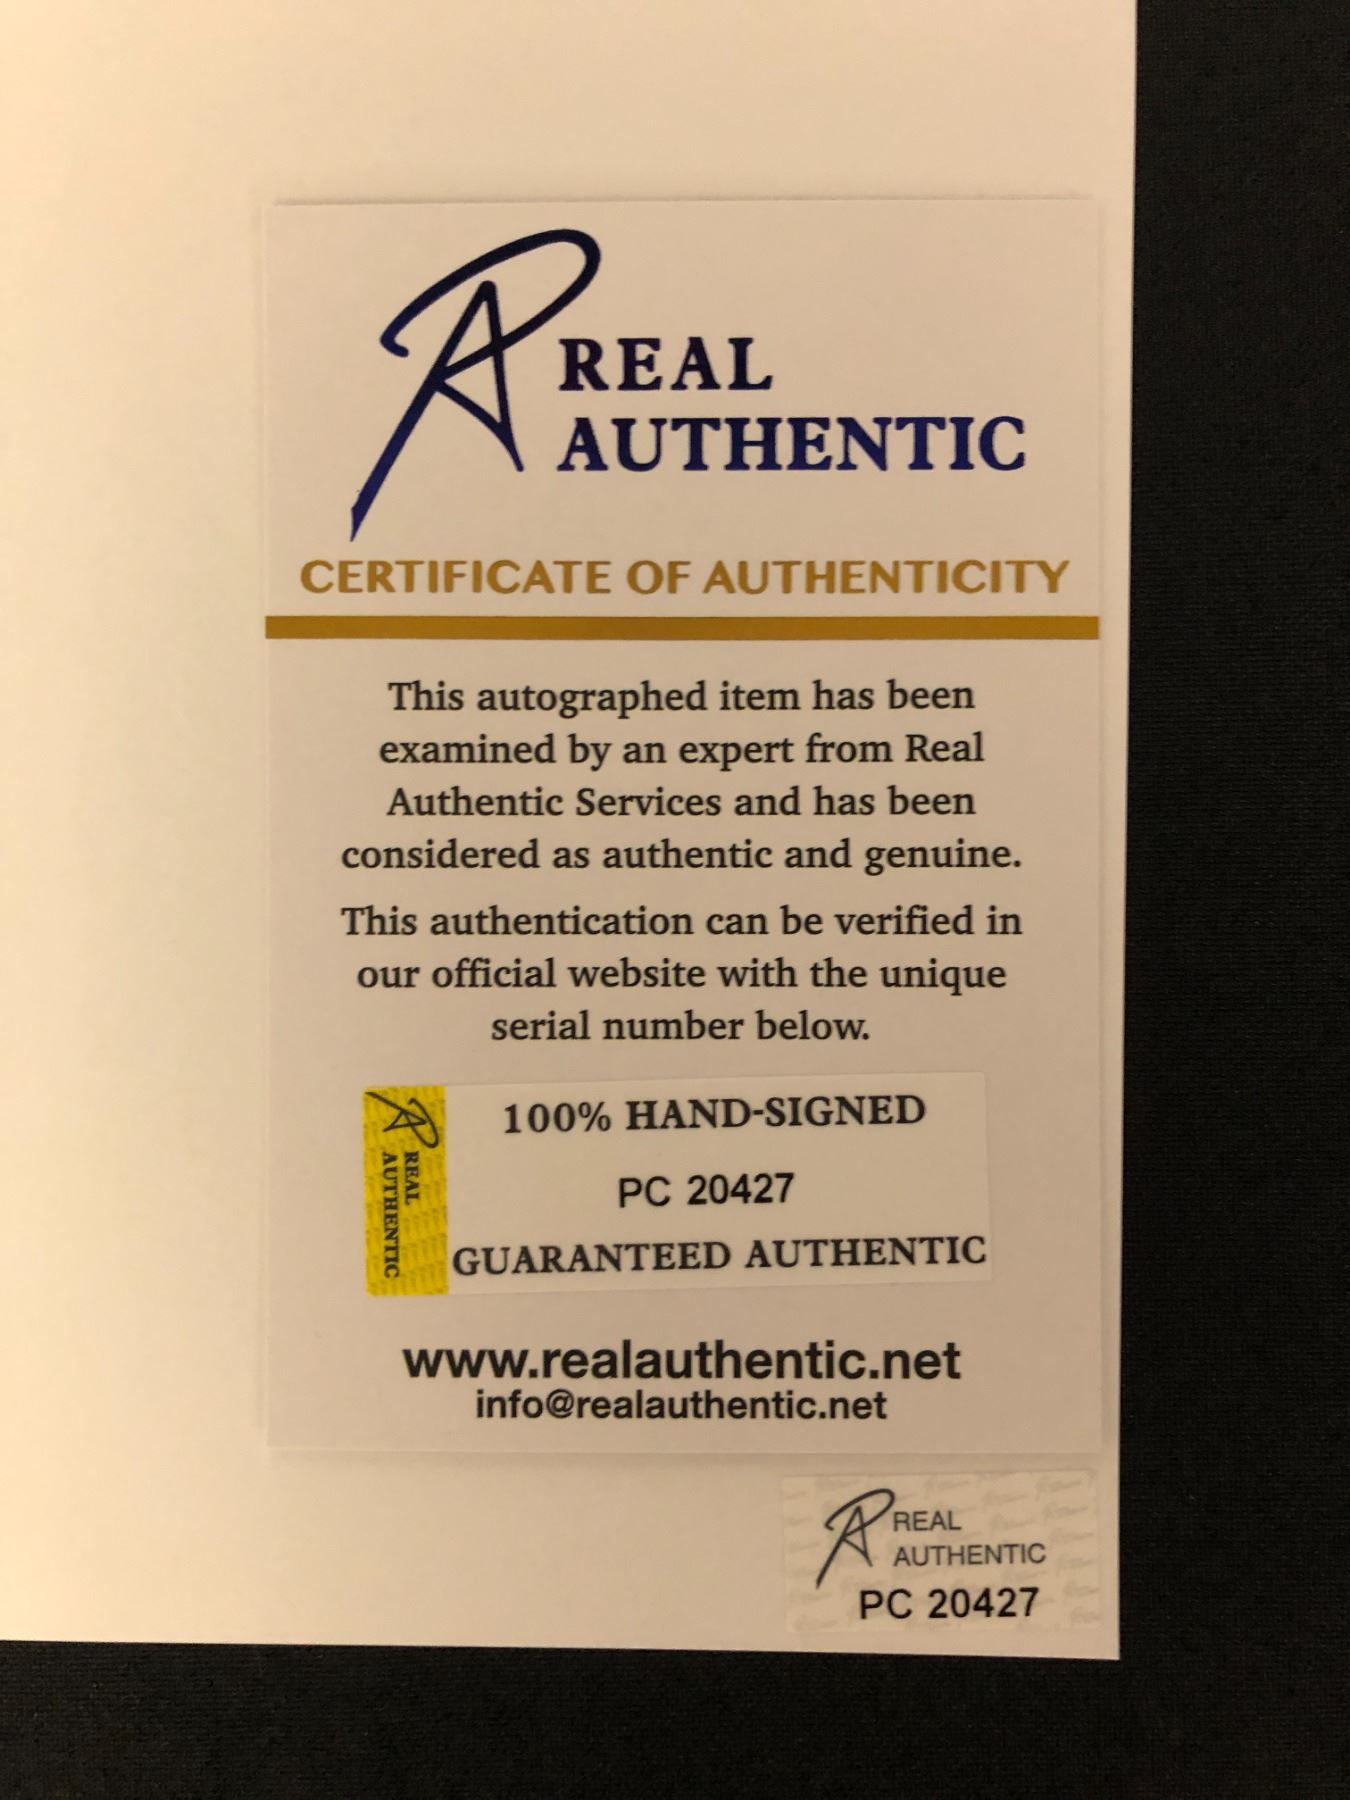 REAL
AUTHENTIC
CERTIFICATE OF AUTHENTICITY
This autographed item has been
examined by an expert from Real
Authentic Services and has been
considered as authentic and genuine.
This authentication can be verified in
our official website with the unique
serial number below.
REAL
AUTHENTIC
100% HAND-SIGNED
PC 20427
GUARANTEED AUTHENTIC
www.realauthentic.net
info@realauthentic.net
REAL
AUTHENTIC
PC 20427